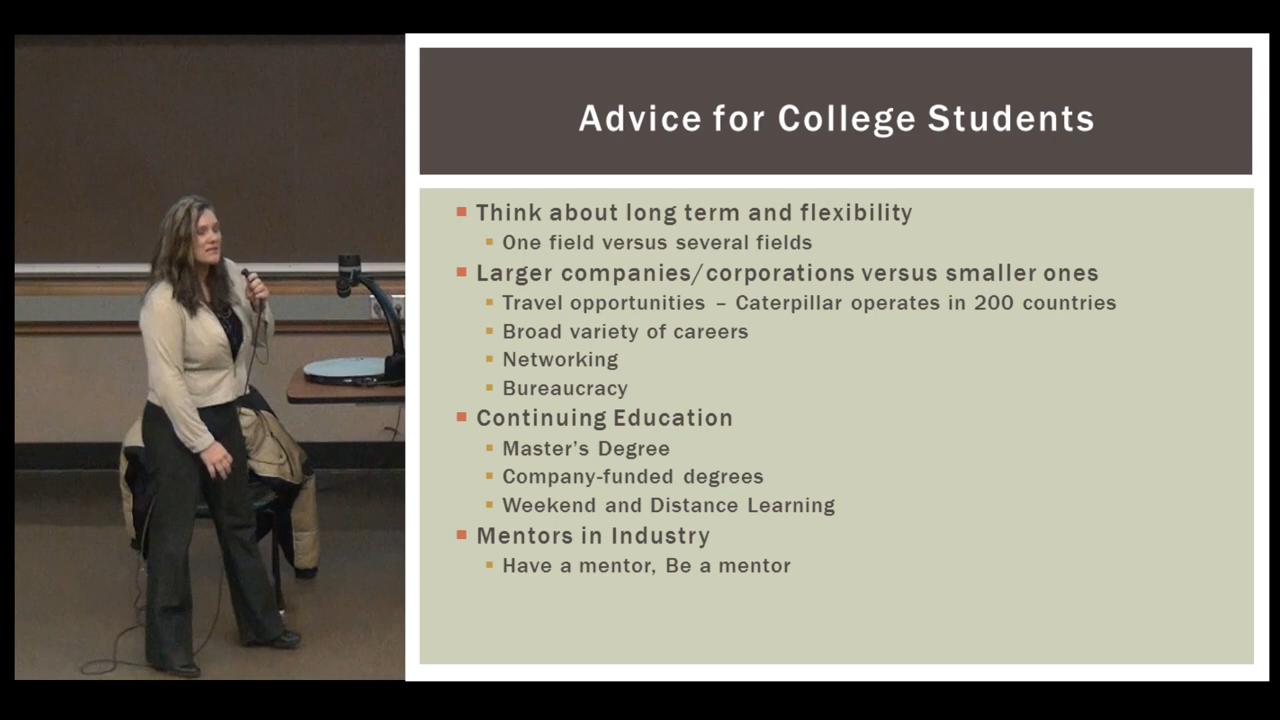 Advice for College Students
Think about long term and flexibility
One field versus several fields
Larger companies/corporations versus smaller ones
Travel opportunities – Caterpillar operates in 200 countries
Broad variety of careers
Networking
Bureaucracy
Continuing Education
Master's Degree
Company-funded degrees
Weekend and Distance Learning
Mentors in Industry
Have a mentor, Be a mentor